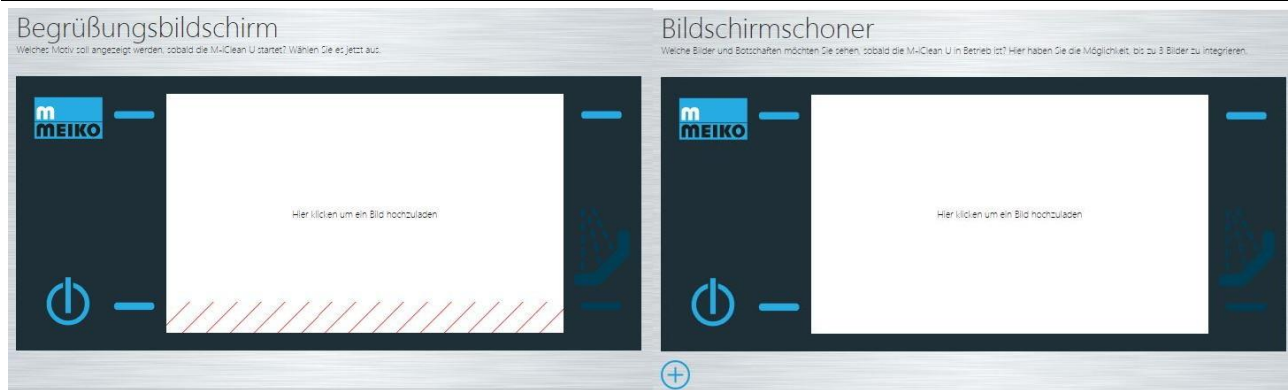 Begrüßungsbildschirm
Welches Motiv soll angezeigt werden, sobald die M-iClean U startet? Wählen Sie es jetzt aus.
m
MEIKO
Hier klicken um ein Bild hochzuladen
Bildschirmschoner
Welche Bilder und Botschaften möchten Sie sehen, sobald die M-iClean U in Betrieb ist? Hier haben Sie die Möglichkeit, bis zu 3 Bilder zu integrieren.
m
MEIKO
Hier klicken um ein Bild hochzuladen